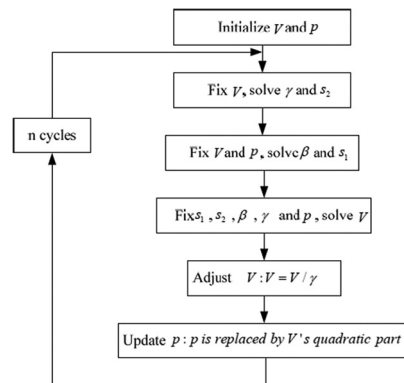 Initialize V and p
Fix V, solve γ and s₂
n cycles
Fix V and p, solve β and s₁
Fix s₁, s₂, β, γ and p, solve V
Adjust V : V = V / γ
Update p : p is replaced by V's quadratic part